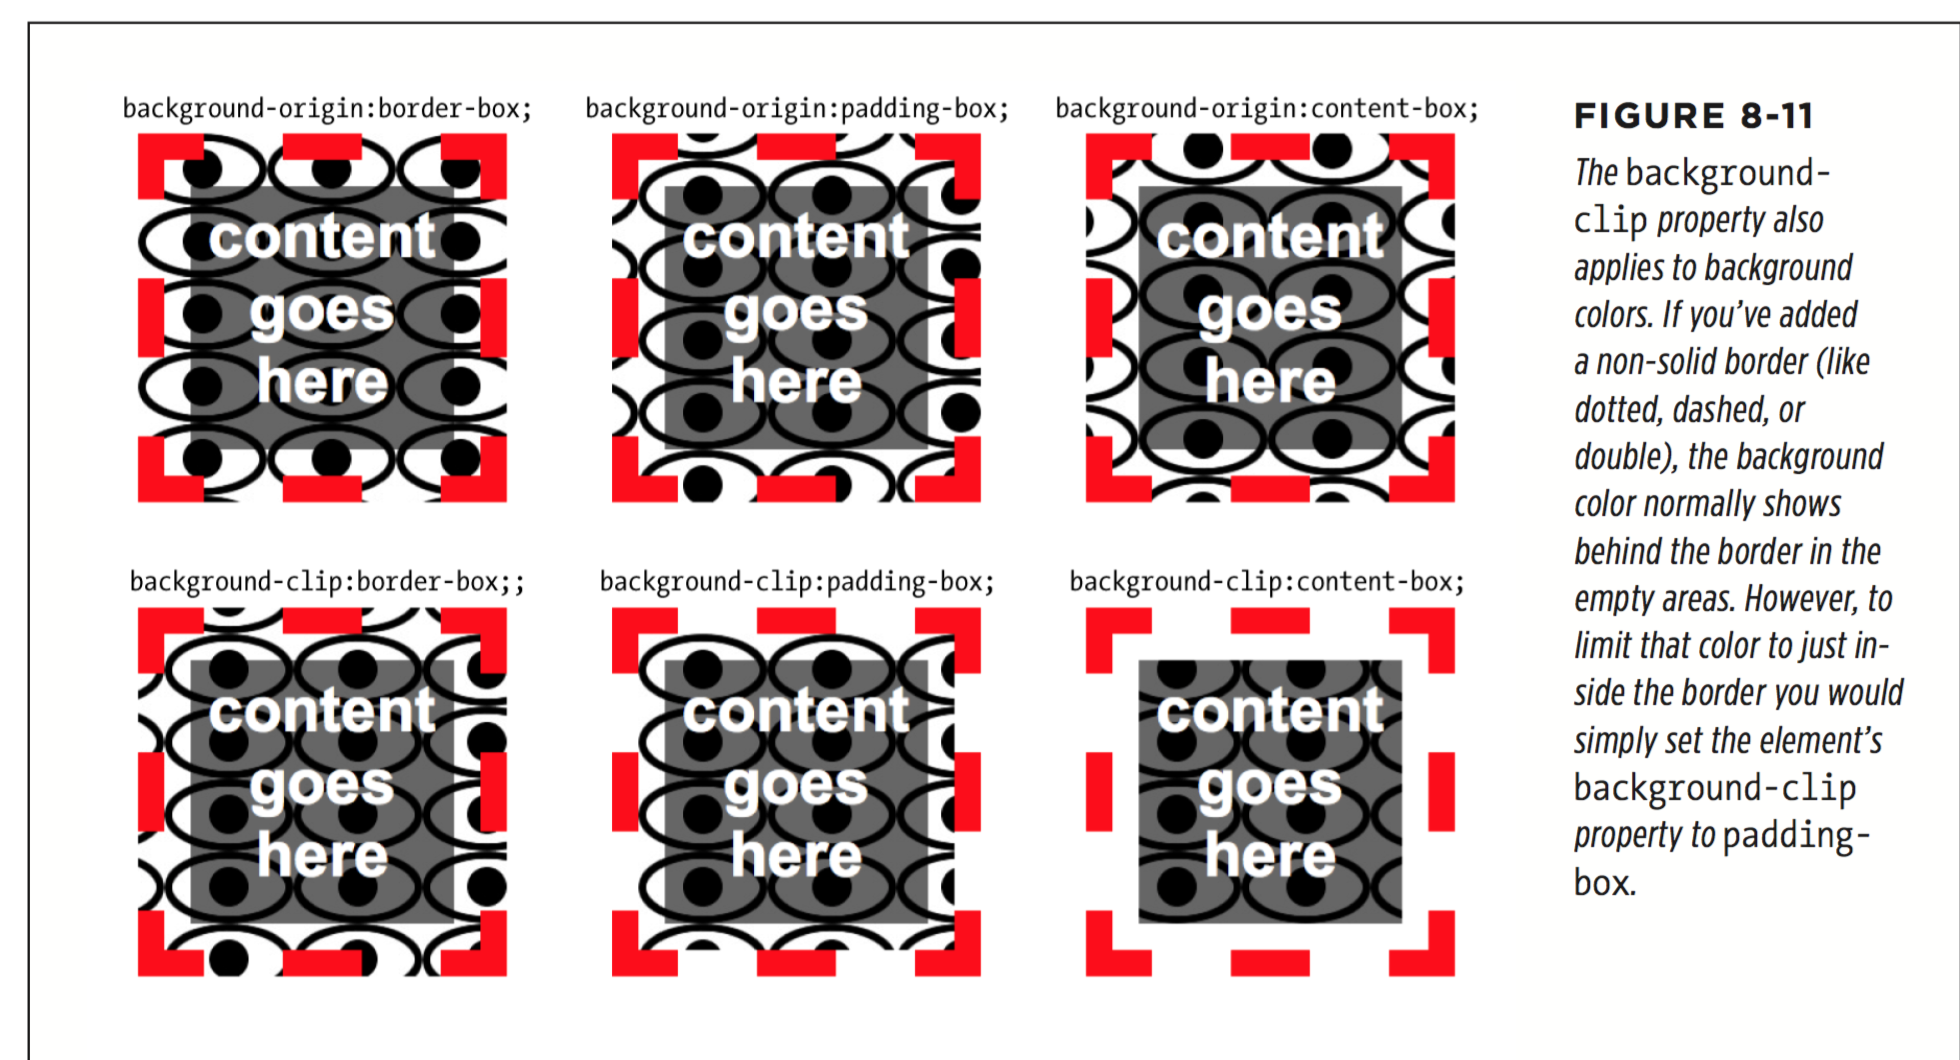 background-origin:border-box;
background-origin:padding-box;
background-origin:content-box;
content
goes
here
content
goes
here
content
goes
here
background-clip:border-box;;
background-clip:padding-box;
background-clip:content-box;
content
goes
here
content
goes
here
content
goes
here
FIGURE 8-11
The background-
clip property also
applies to background
colors. If you’ve added
a non-solid border (like
dotted, dashed, or
double), the background
color normally shows
behind the border in the
empty areas. However, to
limit that color to just in-
side the border you would
simply set the element’s
background-clip
property to padding-
box.